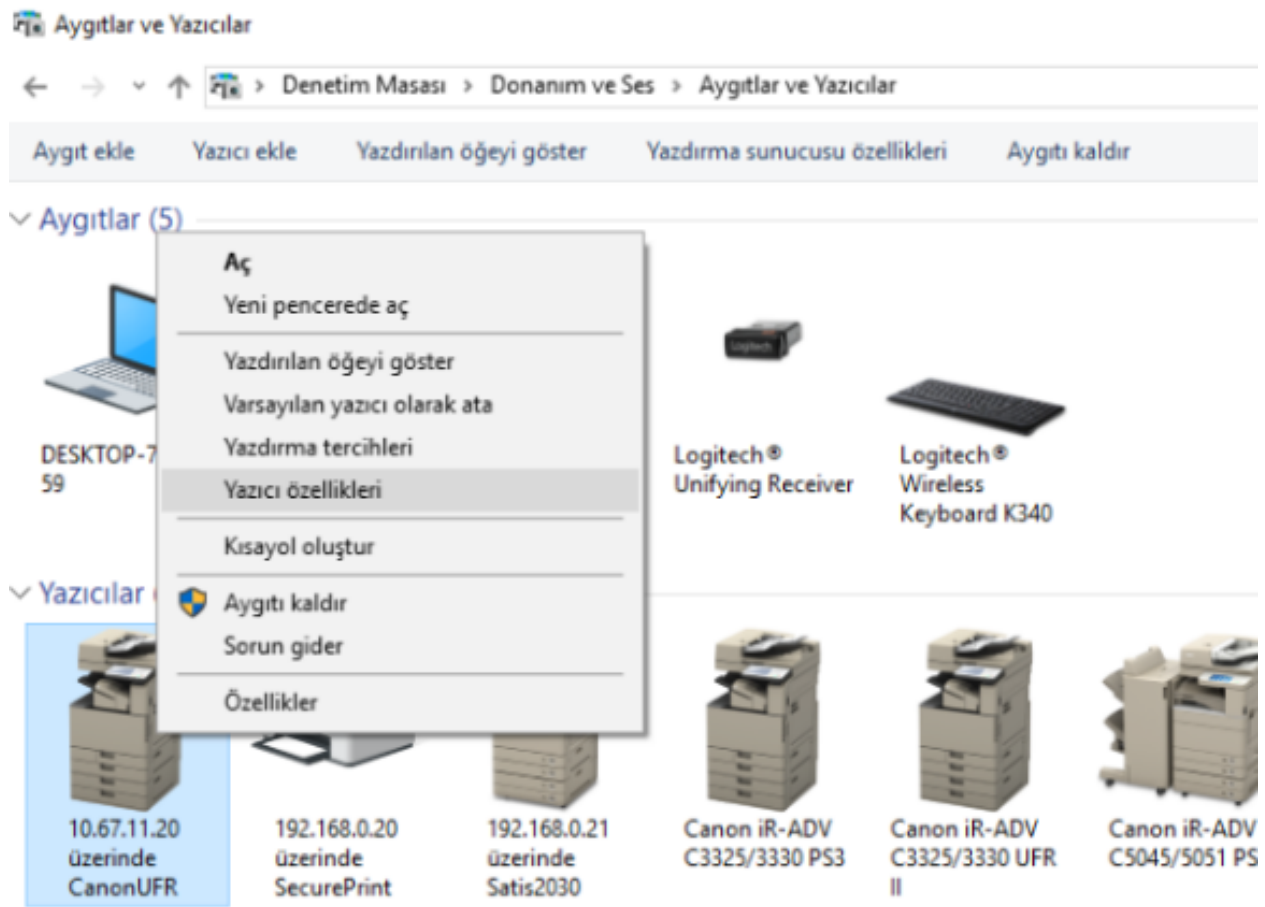 Aygıtlar ve Yazıcılar
Denetim Masası > Donanım ve Ses > Aygıtlar ve Yazıcılar
Aygıt ekle Yazıcı ekle Yazdırılan öğeyi göster Yazdırma sunucusu özellikleri Aygıtı kaldır
Aygıtlar (5)
Aç
Yeni pencerede aç
Yazdırılan öğeyi göster
Varsayılan yazıcı olarak ata
Yazdırma tercihleri
Yazıcı özellikleri
Kısayol oluştur
Aygıtı kaldır
Sorun gider
Özellikler
DESKTOP-7
59
Logitech
Logitech®
Unifying Receiver
Logitech®
Wireless
Keyboard K340
Yazıcılar (
10.67.11.20
üzerinde
CanonUFR
192.168.0.20
üzerinde
SecurePrint
192.168.0.21
üzerinde
Satis2030
Canon iR-ADV
C3325/3330 PS3
Canon iR-ADV
C3325/3330 UFR
II
Canon iR-ADV
C5045/5051 PS